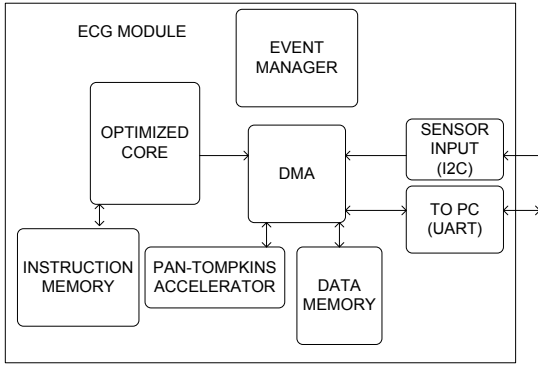 ECG MODULE
EVENT
MANAGER
OPTIMIZED
CORE
DMA
SENSOR
INPUT
(I2C)
TO PC
(UART)
INSTRUCTION
MEMORY
PAN-TOMPKINS
ACCELERATOR
DATA
MEMORY